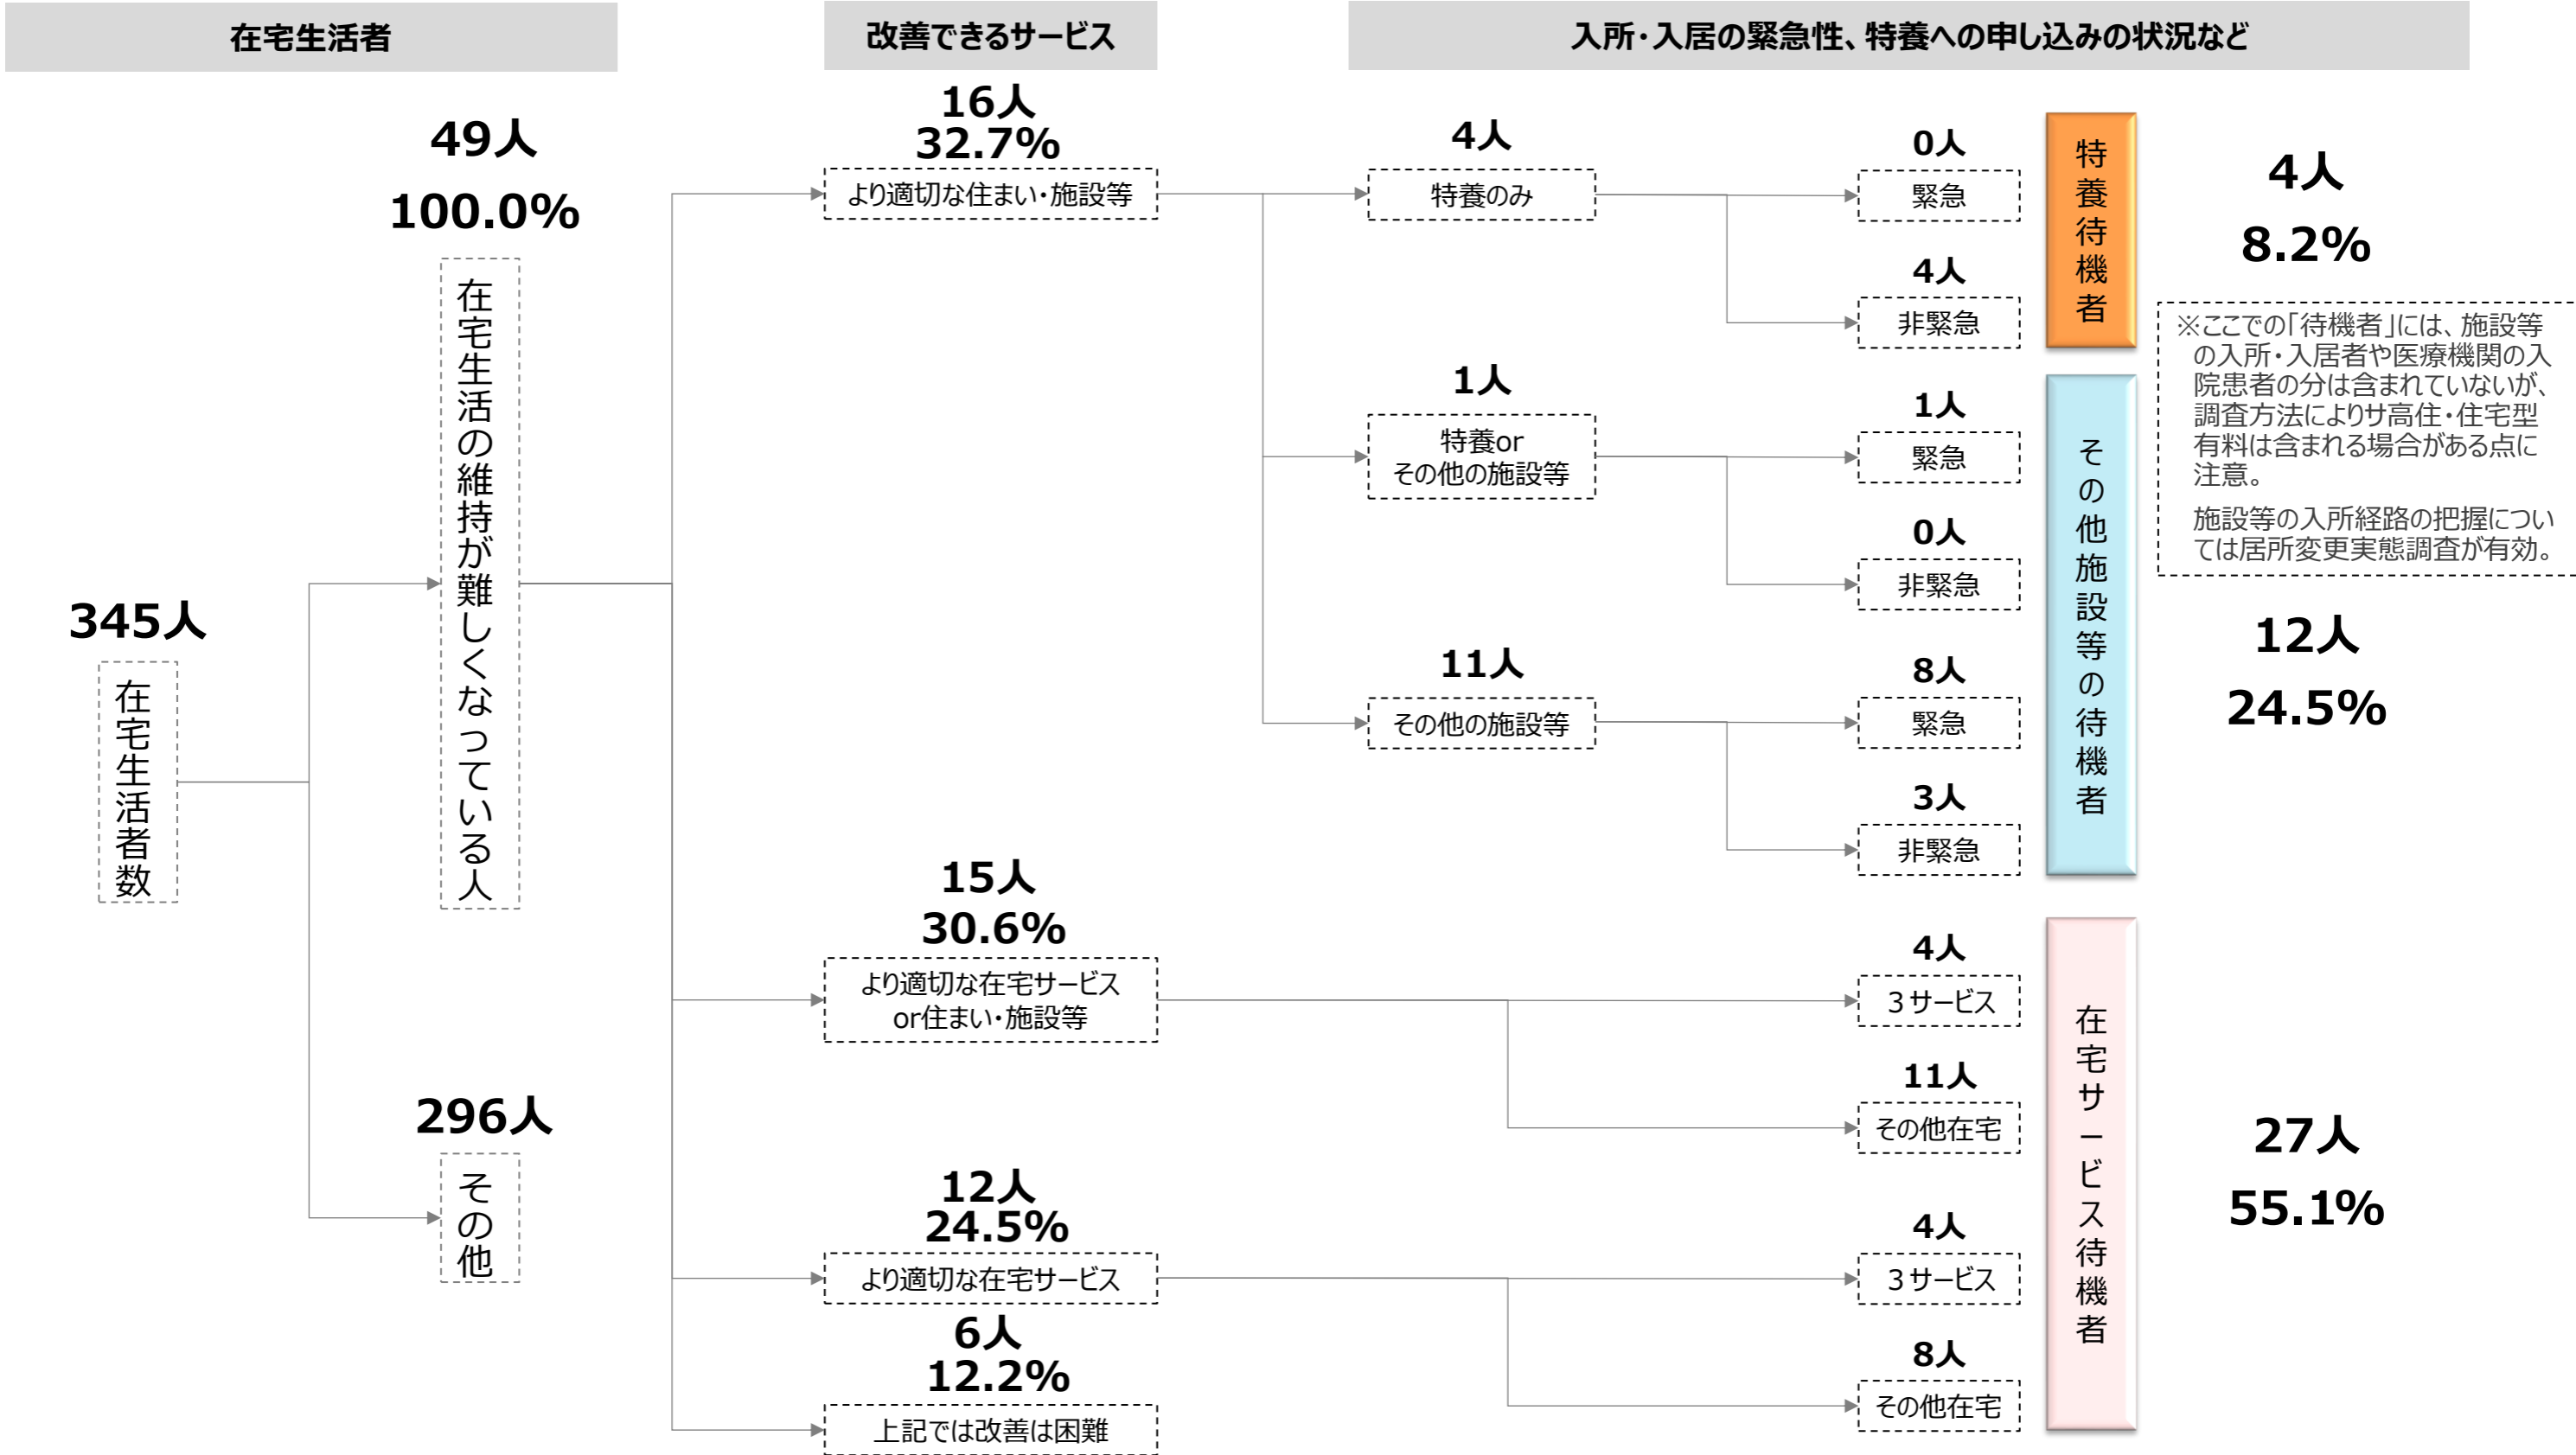 在宅生活者
改善できるサービス
入所・入居の緊急性、特養への申し込みの状況など
345人
在宅生活者数
49人
100.0%
在宅生活の維持が難しくなっている人
296人
その他
16人
32.7%
より適切な住まい・施設等
4人
特養のみ
0人
緊急
4人
非緊急
1人
特養or
その他の施設等
1人
緊急
0人
非緊急
11人
その他の施設等
8人
緊急
3人
非緊急
15人
30.6%
より適切な在宅サービス
or住まい・施設等
4人
３サービス
11人
その他在宅
12人
24.5%
より適切な在宅サービス
4人
３サービス
8人
その他在宅
6人
12.2%
上記では改善は困難
特養待機者
4人
8.2%
※ここでの「待機者」には、施設等
の入所・入居者や医療機関の入
院患者の分は含まれていないが、
調査方法によりサ高住・住宅型
有料は含まれる場合がある点に
注意。
施設等の入所経路の把握につい
ては居所変更実態調査が有効。
その他施設等の待機者
12人
24.5%
在宅サービス待機者
27人
55.1%